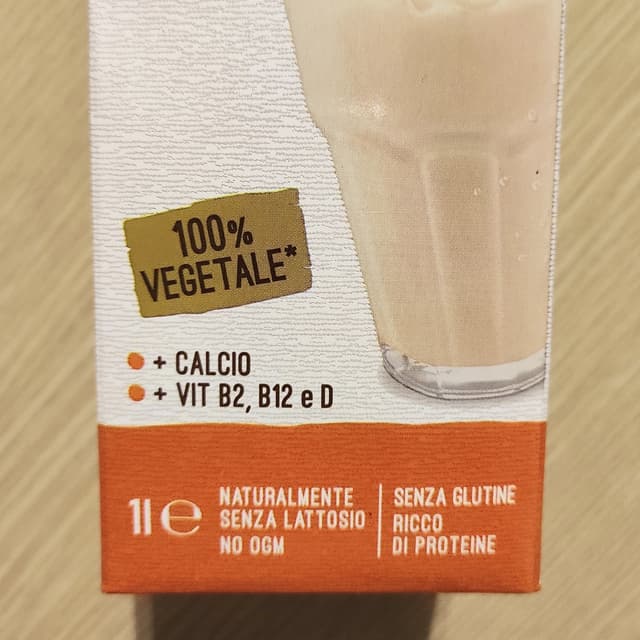 100%
VEGETALE*
+ CALCIO
+ VIT B2, B12 e D
1l e
NATURALMENTE
SENZA LATTOSIO
NO OGM
SENZA GLUTINE
RICCO
DI PROTEINE